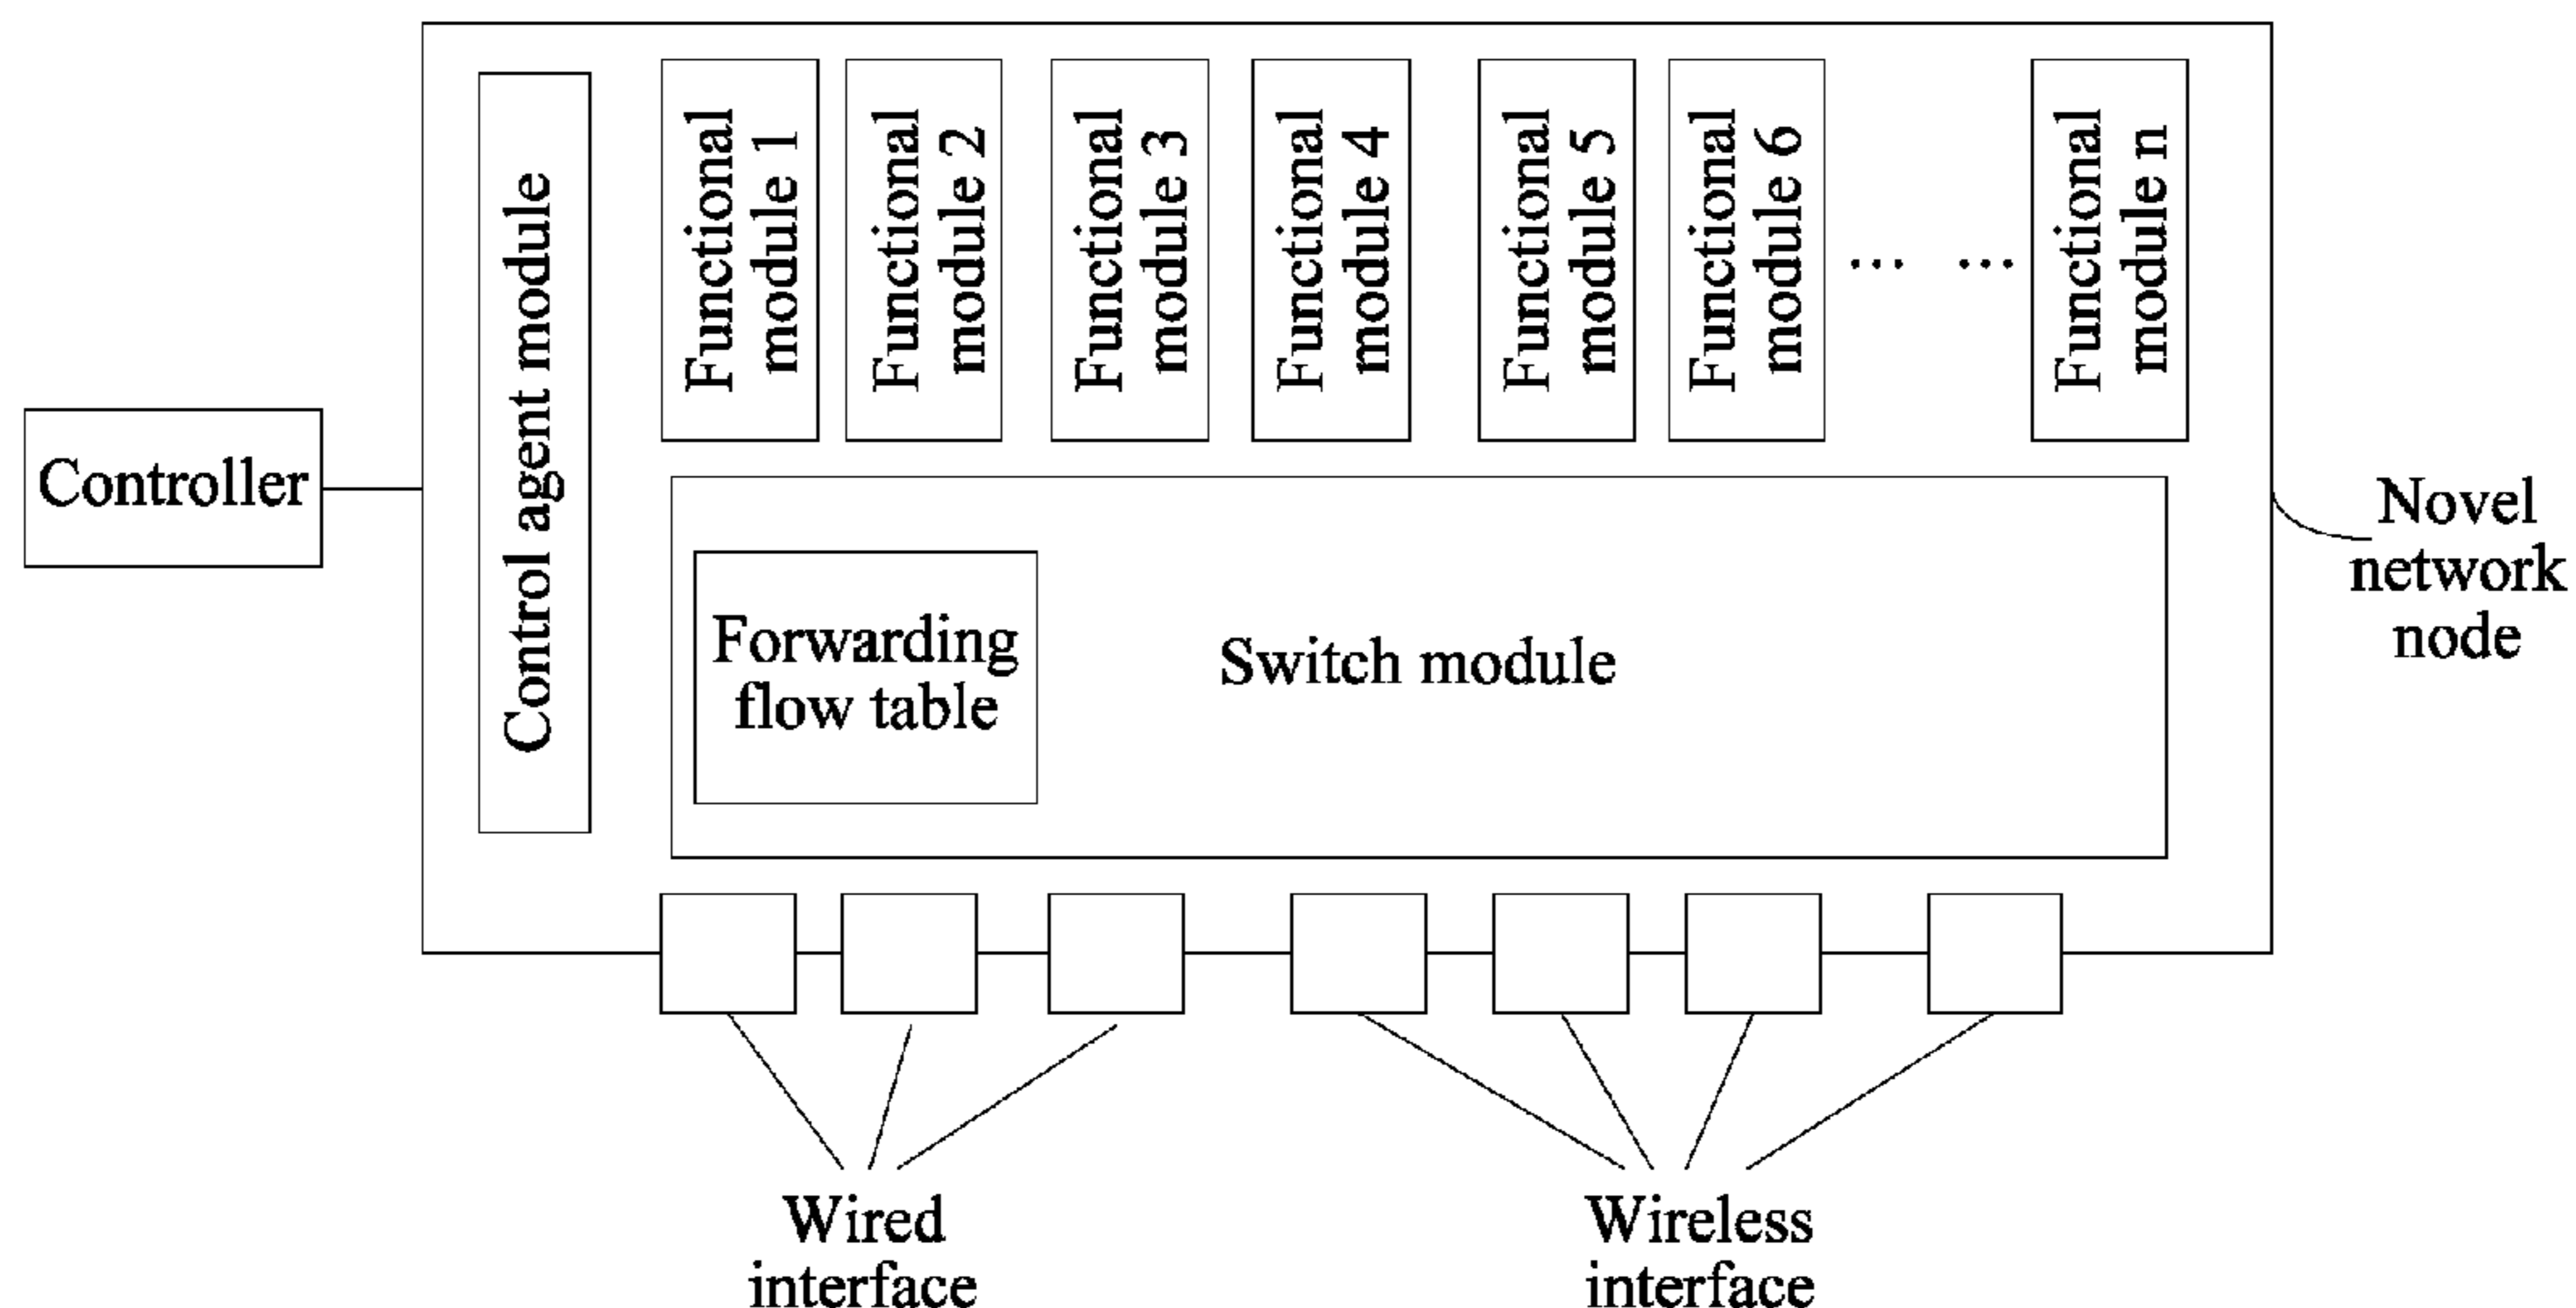 Controller
Control agent module
Functional
module 1
Functional
module 2
Functional
module 3
Functional
module 4
Functional
module 5
Functional
module 6
... ...
Functional
module n
Forwarding
flow table
Switch module
Novel
network
node
Wired
interface
Wireless
interface